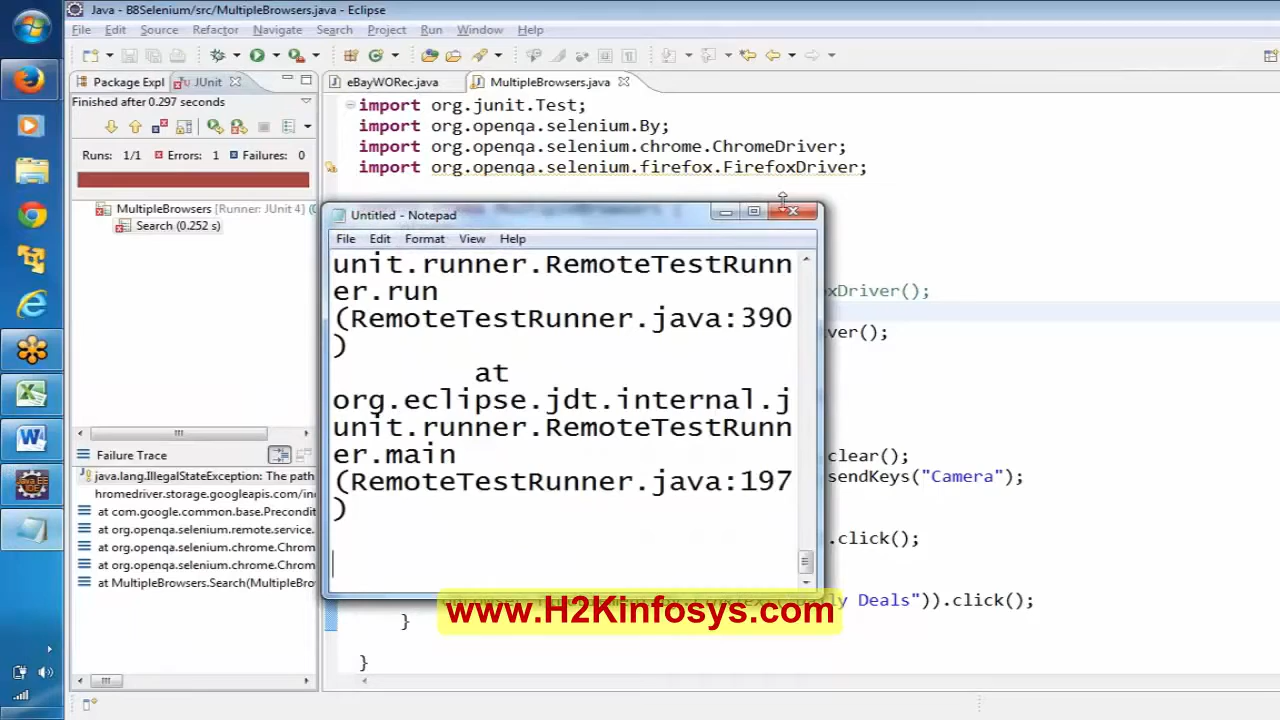 Java - B8Selenium/src/MultipleBrowsers.java - Eclipse
File Edit Source Refactor Navigate Search Project Run Window Help
Package Expl JUnit
eBayWORec.java MultipleBrowsers.java
Finished after 0.297 seconds
Runs: 1/1 Errors: 1 Failures: 0
MultipleBrowsers [Runner: JUnit 4] (0
Search (0.252 s)
Failure Trace
java.lang.IllegalStateException: The path
hromedriver.storage.googleapis.com/in
at com.google.common.base.Precondit
at org.openqa.selenium.remote.service.
at org.openqa.selenium.chrome.Chrom
at org.openqa.selenium.chrome.Chrom
at MultipleBrowsers.Search(MultipleBro
import org.junit.Test;
import org.openqa.selenium.By;
import org.openqa.selenium.chrome.ChromeDriver;
import org.openqa.selenium.firefox.FirefoxDriver;
oxDriver();
ver();
clear();
sendKeys("Camera");
.click();
ly Deals")).click();
}
}
Untitled - Notepad
File Edit Format View Help
unit.runner.RemoteTestRunn
er.run
(RemoteTestRunner.java:390
)
at
org.eclipse.jdt.internal.j
unit.runner.RemoteTestRunn
er.main
(RemoteTestRunner.java:197
)
www.H2Kinfosys.com